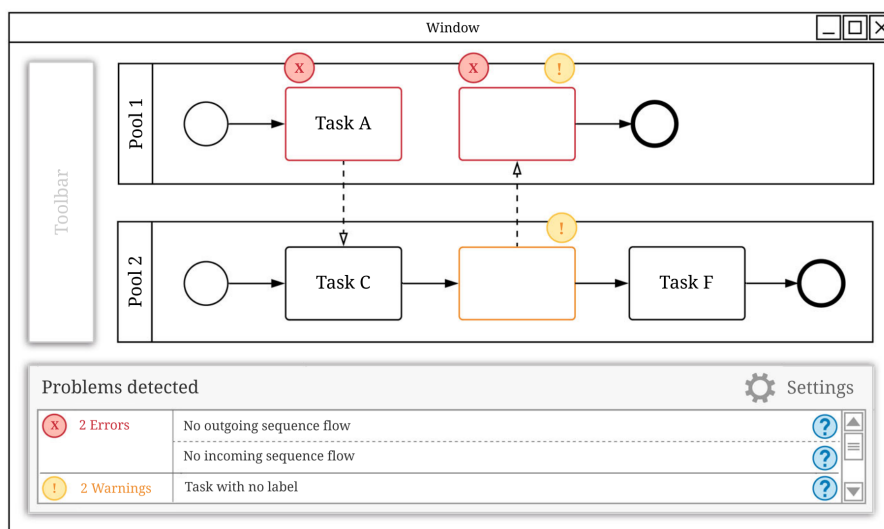 Window
Toolbar
Pool 1
X
X
!
Task A
Pool 2
!
Task C
Task F
Problems detected
Settings
X 2 Errors
No outgoing sequence flow
?
No incoming sequence flow
?
! 2 Warnings
Task with no label
?